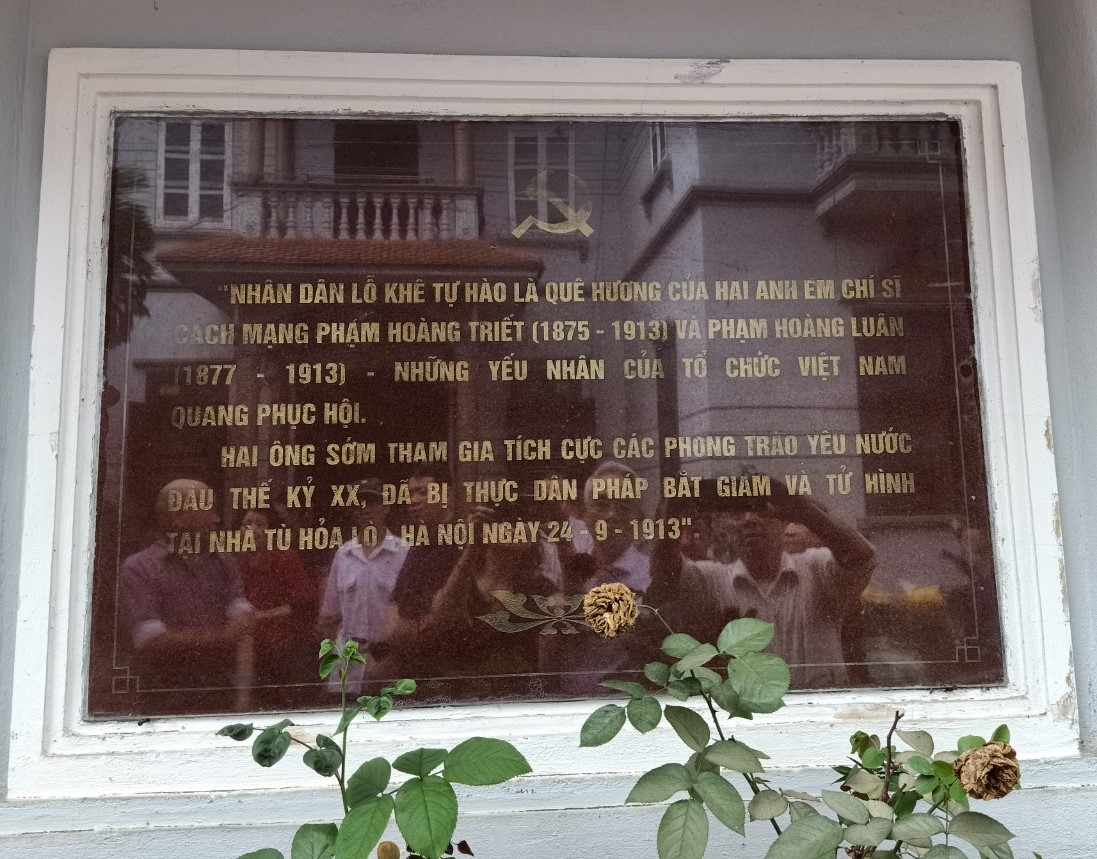 "NHÂN DÂN LỖ KHÊ TỰ HÀO LÀ QUÊ HƯƠNG CỦA HAI ANH EM CHÍ SĨ
CÁCH MẠNG PHẠM HOÀNG TRIẾT (1875 - 1913) VÀ PHẠM HOÀNG LUÂN
(1877 - 1913) - NHỮNG YẾU NHÂN CỦA TỔ CHỨC VIỆT NAM
QUANG PHỤC HỘI.
HAI ÔNG SỚM THAM GIA TÍCH CỰC CÁC PHONG TRÀO YÊU NƯỚC
ĐẦU THẾ KỶ XX, ĐÃ BỊ THỰC DÂN PHÁP BẮT GIAM VÀ TỬ HÌNH
TẠI NHÀ TÙ HỎA LÒ - HÀ NỘI NGÀY 24 - 9 - 1913".